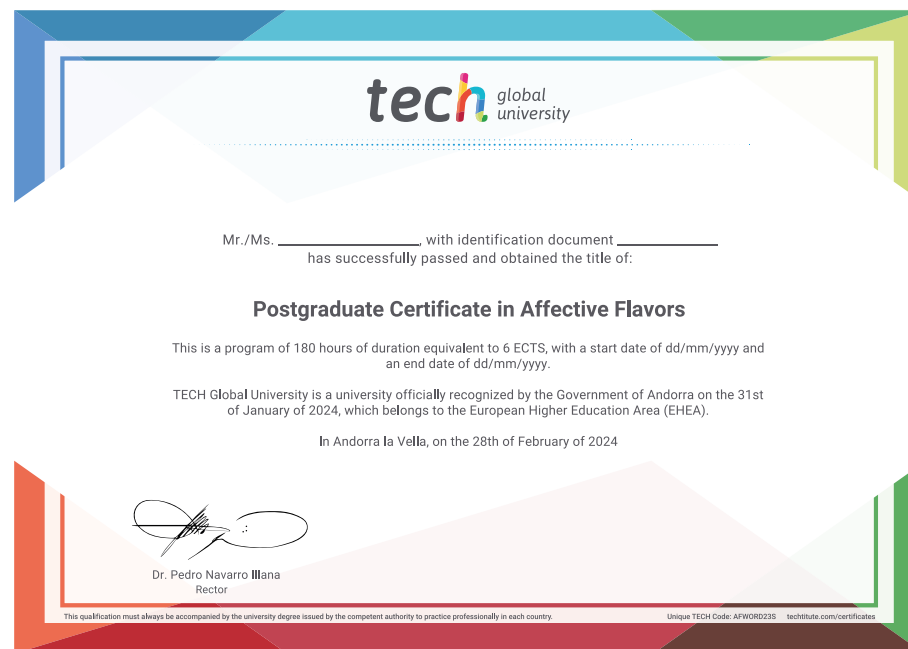 tech global university
Mr./Ms. ____________, with identification document ____________
has successfully passed and obtained the title of:
Postgraduate Certificate in Affective Flavors
This is a program of 180 hours of duration equivalent to 6 ECTS, with a start date of dd/mm/yyyy and
an end date of dd/mm/yyyy.
TECH Global University is a university officially recognized by the Government of Andorra on the 31st
of January of 2024, which belongs to the European Higher Education Area (EHEA).
In Andorra la Vella, on the 28th of February of 2024
Dr. Pedro Navarro Illana
Rector
This qualification must always be accompanied by the university degree issued by the competent authority to practice professionally in each country.
Unique TECH Code: AFWORD23S techtitute.com/certificates